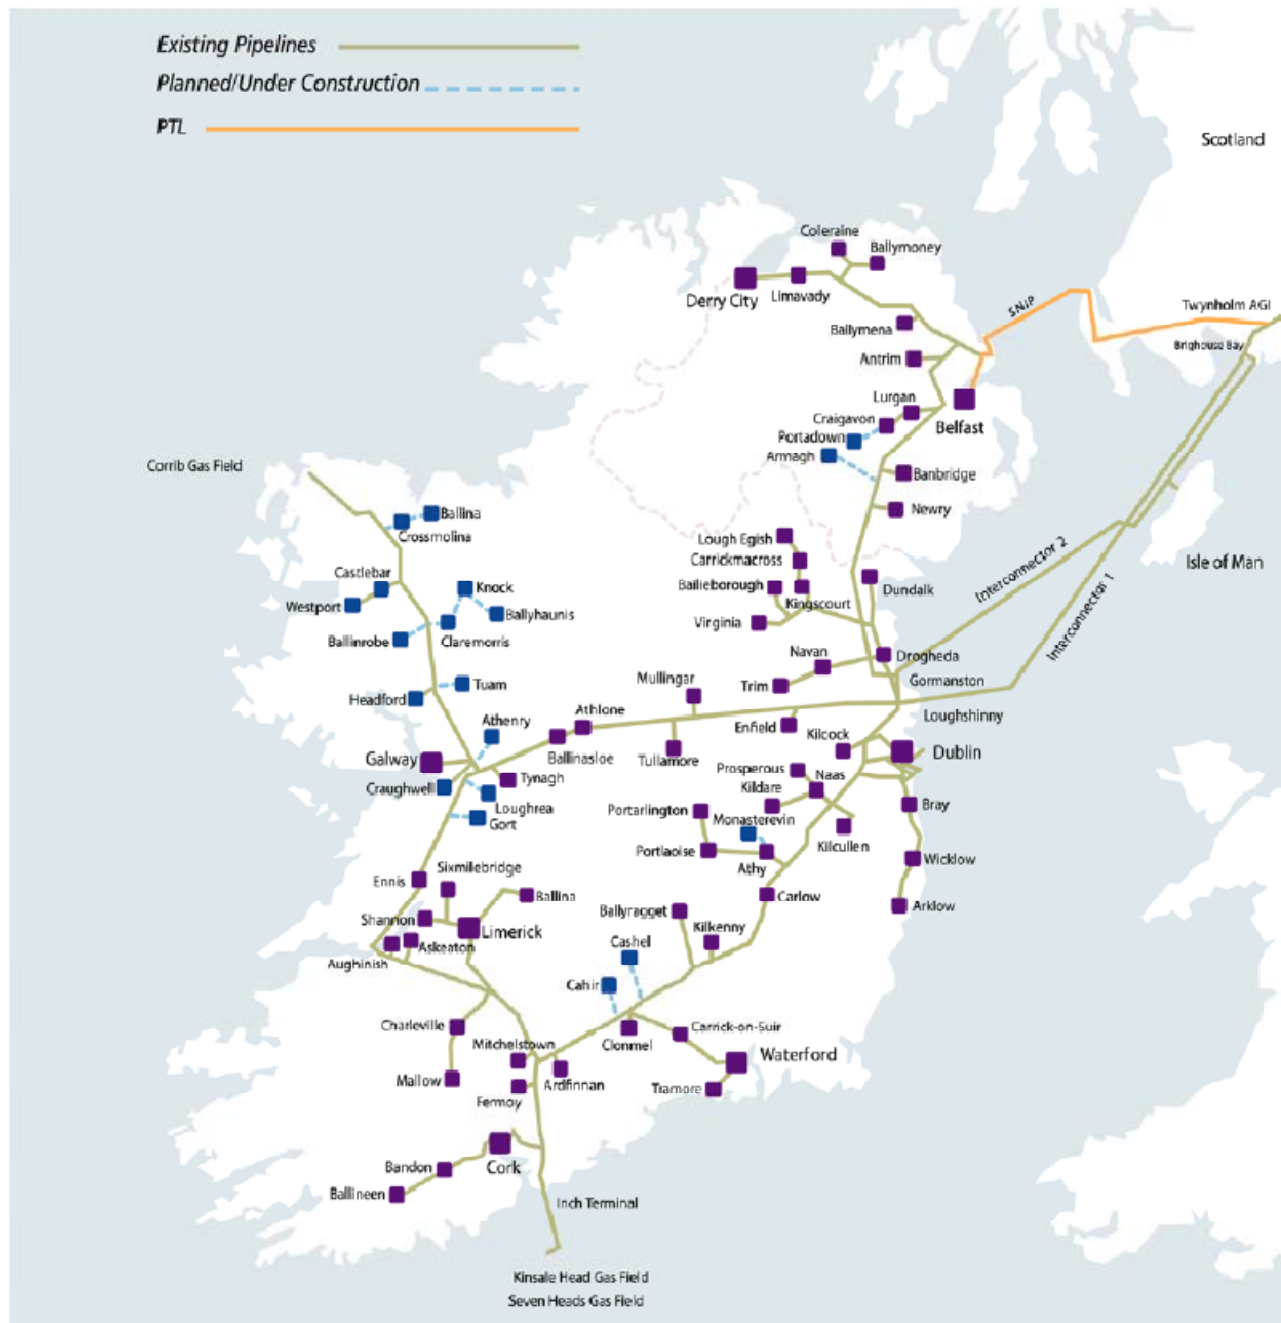 Existing Pipelines
Planned/Under Construction
PTL
Scotland
Coleraine
Ballymoney
Derry City
Limavady
S.N.I.P
Twynholm AGI
Ballymena
Brighouse Bay
Antrim
Lurgan
Craigavon
Belfast
Portadown
Armagh
Corrib Gas Field
Banbridge
Ballina
Newry
Crossmolina
Lough Egish
Carrickmacross
Interconnector 2
Isle of Man
Castlebar
Knock
Bailieborough
Dundalk
Westport
Kingscourt
Ballyhaunis
Virginia
Interconnector 1
Ballinrobe
Claremorris
Navan
Drogheda
Mullingar
Gormanston
Tuam
Trim
Headford
Athlone
Loughshinny
Athenry
Enfield
Kilcock
Galway
Ballinasloe
Tullamore
Dublin
Prosperous
Naas
Tynagh
Craughwell
Kildare
Loughrea
Portarlington
Bray
Gort
Monasterevin
Kilcullen
Portlaoise
Wicklow
Sixmilebridge
Athy
Ennis
Ballina
Carlow
Arklow
Ballyragget
Shannon
Kilkenny
Limerick
Cashel
Askeaton
Aughinish
Cahir
Charleville
Carrick-on-Suir
Mitchelstown
Clonmel
Waterford
Mallow
Ardfinnan
Tramore
Fermoy
Bandon
Cork
Ballineen
Inch Terminal
Kinsale Head Gas Field
Seven Heads Gas Field